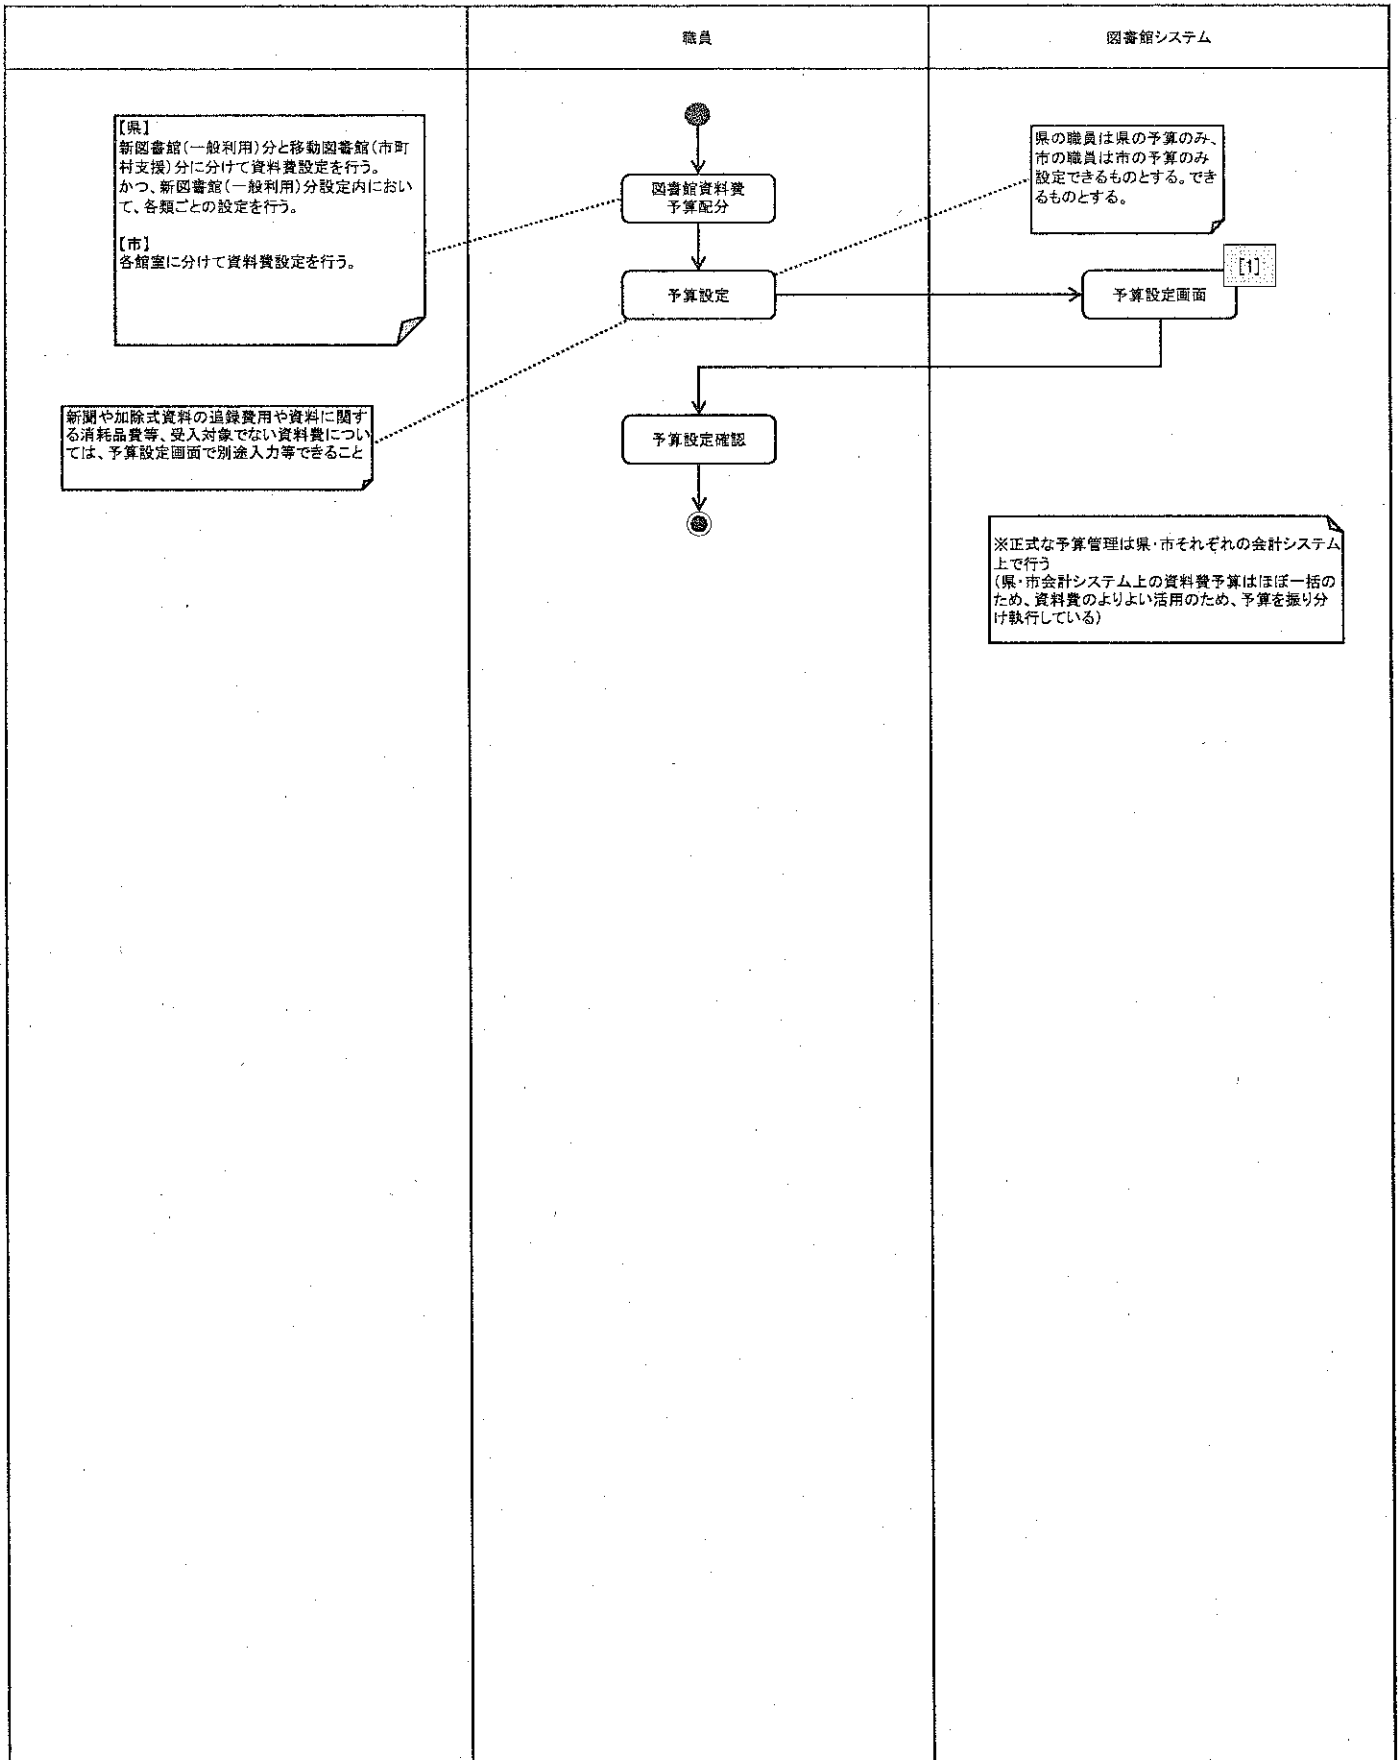 職員
図書館システム
【県】
新図書館(一般利用)分と移動図書館(市町
村支援)分に分けて資料費設定を行う。
かつ、新図書館(一般利用)分設定内におい
て、各類ごとの設定を行う。
【市】
各館室に分けて資料費設定を行う。
図書館資料費
予算配分
県の職員は県の予算のみ、
市の職員は市の予算のみ
設定できるものとする。でき
るものとする。
予算設定
予算設定画面
[1]
新聞や加除式資料の追録費用や資料に関す
る消耗品費等、受入対象でない資料費につい
ては、予算設定画面で別途入力等できること
予算設定確認
※正式な予算管理は県・市それぞれの会計システム
上で行う
(県・市会計システム上の資料費予算はほぼ一括の
ため、資料費のよりよい活用のため、予算を振り分
け執行している)